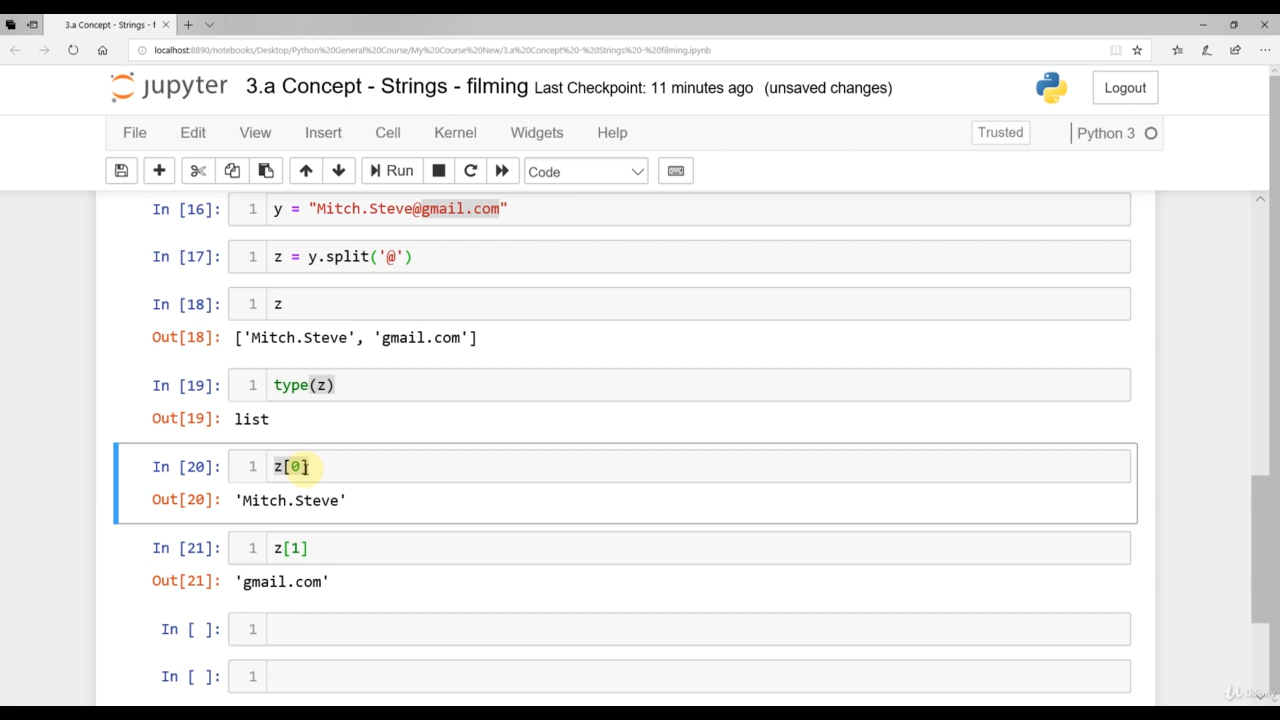 3.a Concept - Strings - f
localhost:8890/notebooks/Desktop/Python%20General%20Course/My%20Course%20New/3.a%20Concept%20-%20Strings%20-%20filming.ipynb
jupyter 3.a Concept - Strings - filming Last Checkpoint: 11 minutes ago (unsaved changes) Logout
File Edit View Insert Cell Kernel Widgets Help Trusted Python 3
Run Code
In [16]: 1 y = "Mitch.Steve@gmail.com"
In [17]: 1 z = y.split('@')
In [18]: 1 z
Out[18]: ['Mitch.Steve', 'gmail.com']
In [19]: 1 type(z)
Out[19]: list
In [20]: 1 z[0]
Out[20]: 'Mitch.Steve'
In [21]: 1 z[1]
Out[21]: 'gmail.com'
In [ ]: 1
In [ ]: 1
Udemy